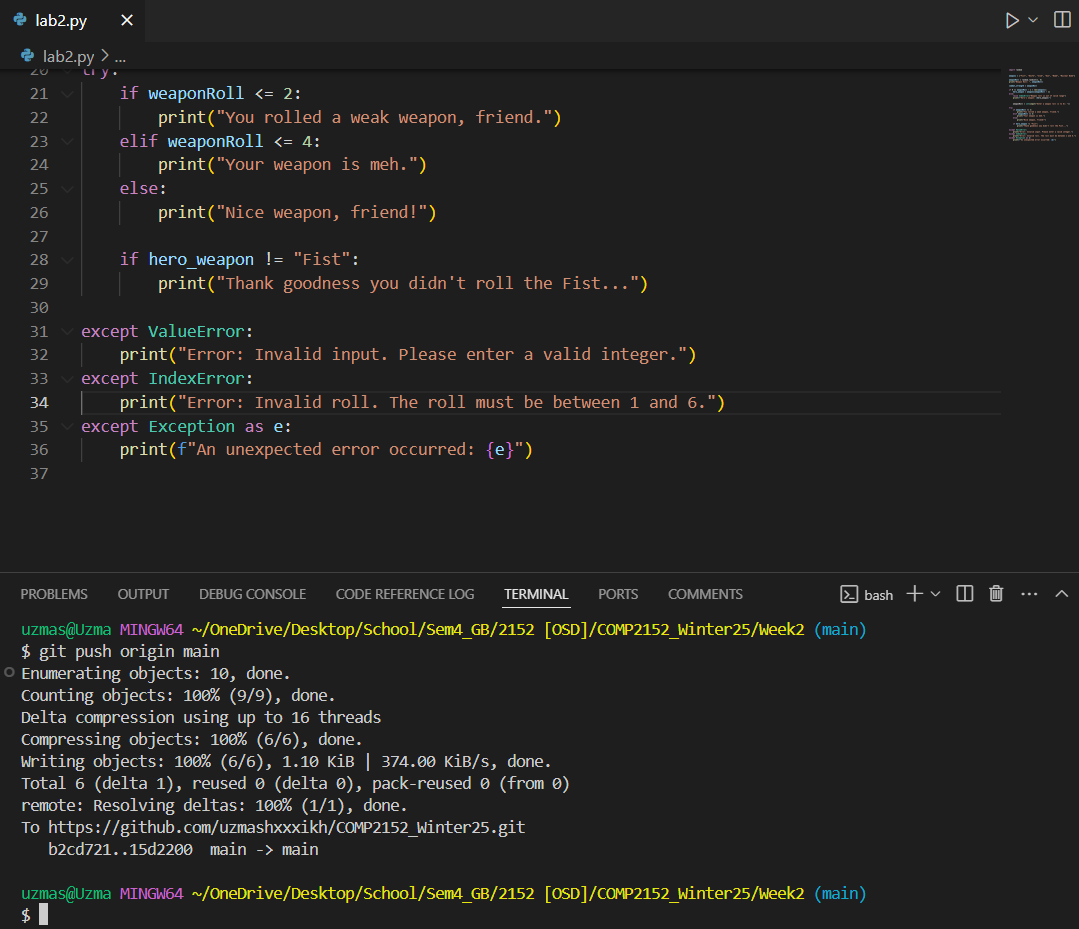 lab2.py
lab2.py > ...
20 try:
21 if weaponRoll <= 2:
22 print("You rolled a weak weapon, friend.")
23 elif weaponRoll <= 4:
24 print("Your weapon is meh.")
25 else:
26 print("Nice weapon, friend!")
27
28 if hero_weapon != "Fist":
29 print("Thank goodness you didn't roll the Fist...")
30
31 except ValueError:
32 print("Error: Invalid input. Please enter a valid integer.")
33 except IndexError:
34 print("Error: Invalid roll. The roll must be between 1 and 6.")
35 except Exception as e:
36 print(f"An unexpected error occurred: {e}")
37
PROBLEMS OUTPUT DEBUG CONSOLE CODE REFERENCE LOG TERMINAL PORTS COMMENTS bash
uzmas@Uzma MINGW64 ~/OneDrive/Desktop/School/Sem4_GB/2152 [OSD]/COMP2152_Winter25/Week2 (main)
$ git push origin main
Enumerating objects: 10, done.
Counting objects: 100% (9/9), done.
Delta compression using up to 16 threads
Compressing objects: 100% (6/6), done.
Writing objects: 100% (6/6), 1.10 KiB | 374.00 KiB/s, done.
Total 6 (delta 1), reused 0 (delta 0), pack-reused 0 (from 0)
remote: Resolving deltas: 100% (1/1), done.
To https://github.com/uzmashxxxikh/COMP2152_Winter25.git
b2cd721..15d2200 main -> main
uzmas@Uzma MINGW64 ~/OneDrive/Desktop/School/Sem4_GB/2152 [OSD]/COMP2152_Winter25/Week2 (main)
$